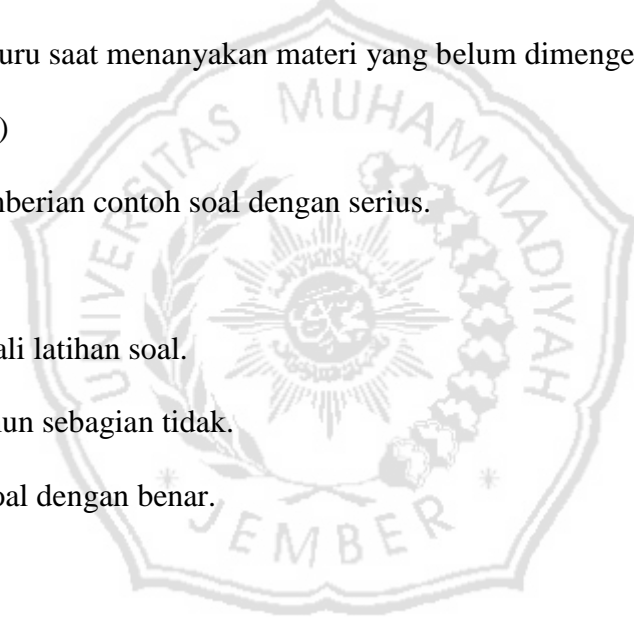 uru saat menanyakan materi yang belum dimenge
)
nberian contoh soal dengan serius.
ali latihan soal.
un sebagian tidak.
oal dengan benar.
UNIVERSITAS MUHAMMADIYAH
* JEMBER *